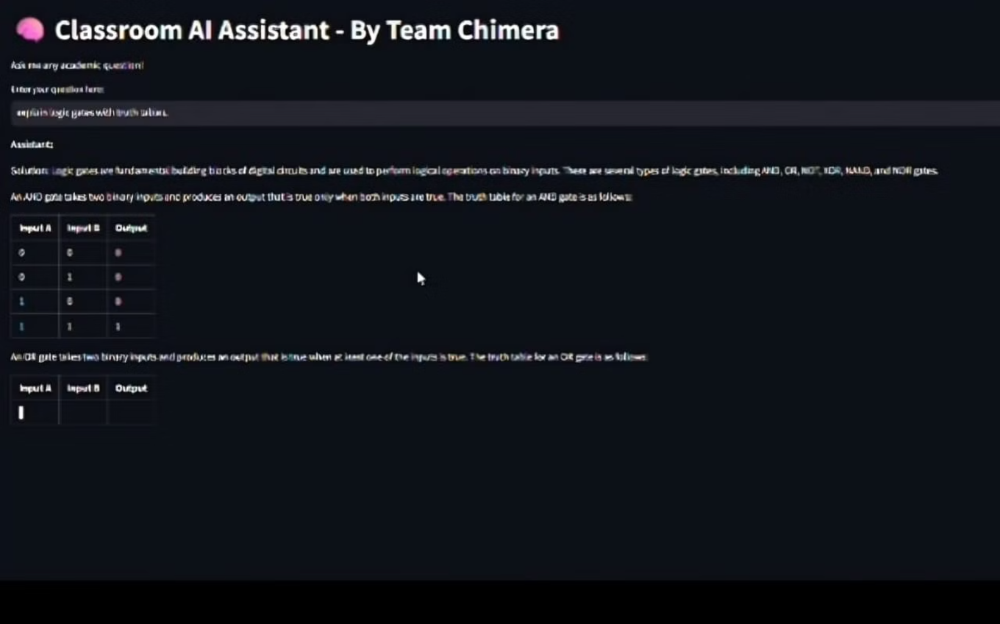 Classroom AI Assistant - By Team Chimera
Ask me any academic question!
Enter your question here:
explain logic gates with truth tables.
Assistant:
Solution: Logic gates are fundamental building blocks of digital circuits and are used to perform logical operations on binary inputs. There are several types of logic gates, including AND, OR, NOT, XOR, NAND, and NOR gates.
An AND gate takes two binary inputs and produces an output that is true only when both inputs are true. The truth table for an AND gate is as follows:
Input A Input B Output
0 0 0
0 1 0
1 0 0
1 1 1
An OR gate takes two binary inputs and produces an output that is true when at least one of the inputs is true. The truth table for an OR gate is as follows:
Input A Input B Output